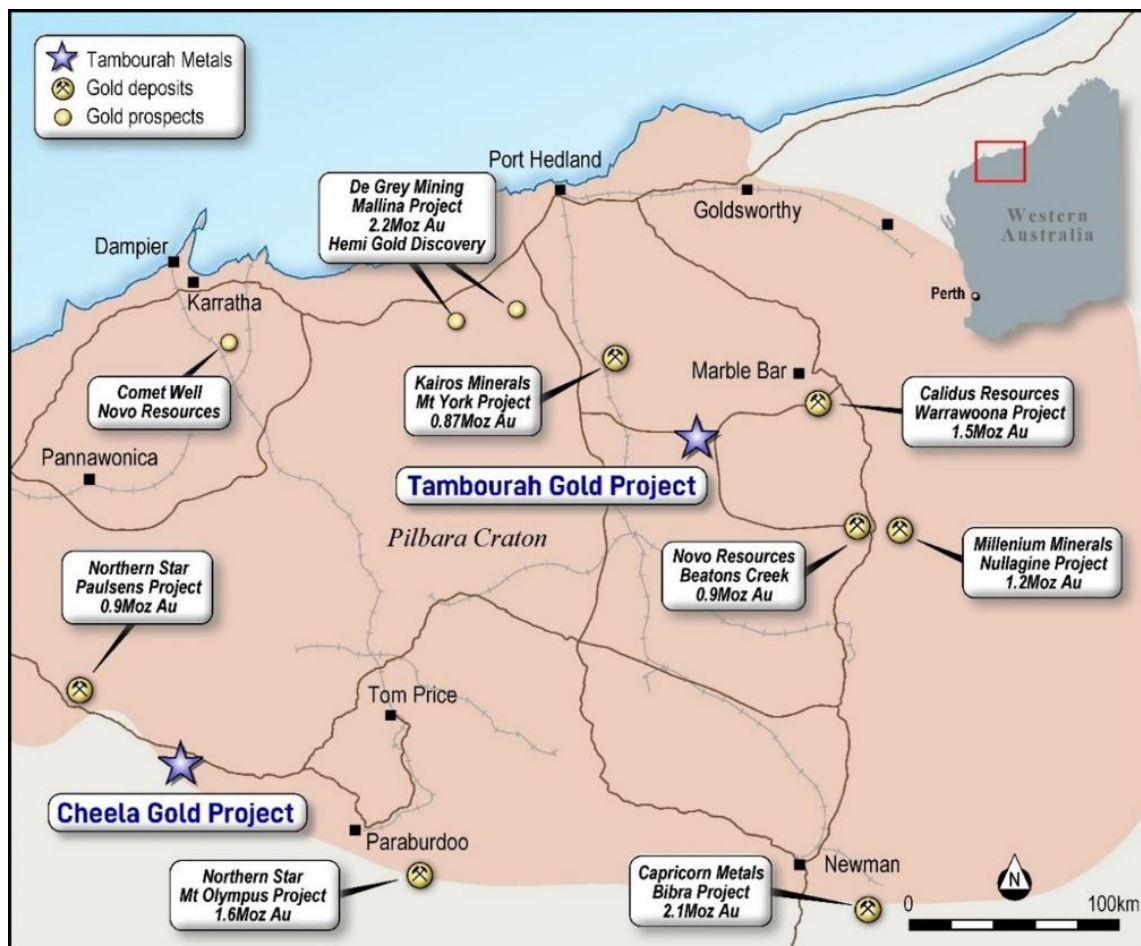 Tambourah Metals
Gold deposits
Gold prospects
Port Hedland
Goldsworthy
Western
Australia
Perth
De Grey Mining
Mallina Project
2.2Moz Au
Hemi Gold Discovery
Dampier
Karratha
Comet Well
Novo Resources
Kairos Minerals
Mt York Project
0.87Moz Au
Marble Bar
Calidus Resources
Warrawoona Project
1.5Moz Au
Pannawonica
Tambourah Gold Project
Pilbara Craton
Novo Resources
Beatons Creek
0.9Moz Au
Millenium Minerals
Nullagine Project
1.2Moz Au
Northern Star
Paulsens Project
0.9Moz Au
Tom Price
Cheela Gold Project
Paraburdoo
Northern Star
Mt Olympus Project
1.6Moz Au
Capricorn Metals
Bibra Project
2.1Moz Au
Newman
N
0 100km